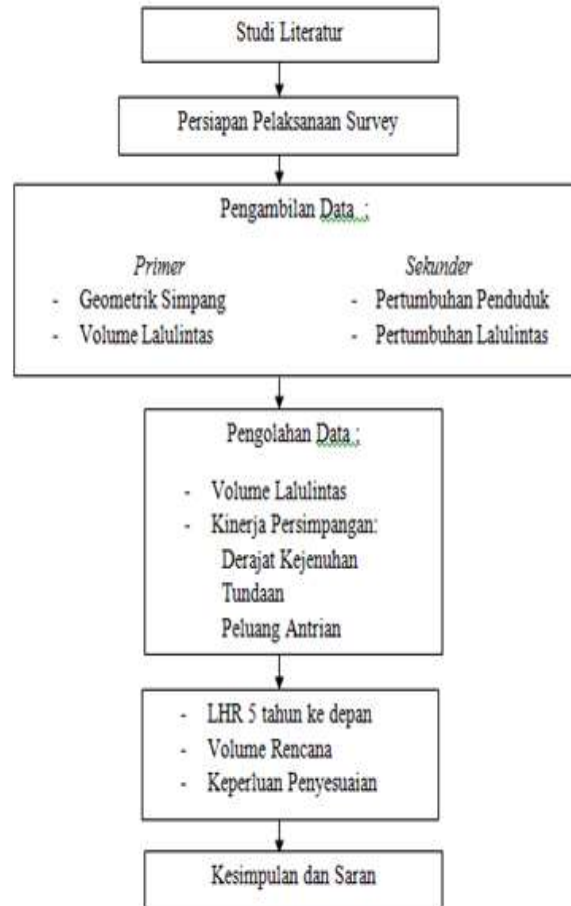 Studi Literatur
Persiapan Pelaksanaan Survey
Pengambilan Data ;
Primer
- Geometrik Simpang
- Volume Lalulintas
Sekunder
- Pertumbuhan Penduduk
- Pertumbuhan Lalulintas
Pengolahan Data ;
- Volume Lalulintas
- Kinerja Persimpangan:
Derajat Kejenuhan
Tundaan
Peluang Antrian
- LHR 5 tahun ke depan
- Volume Rencana
- Keperluan Penyesuaian
Kesimpulan dan Saran